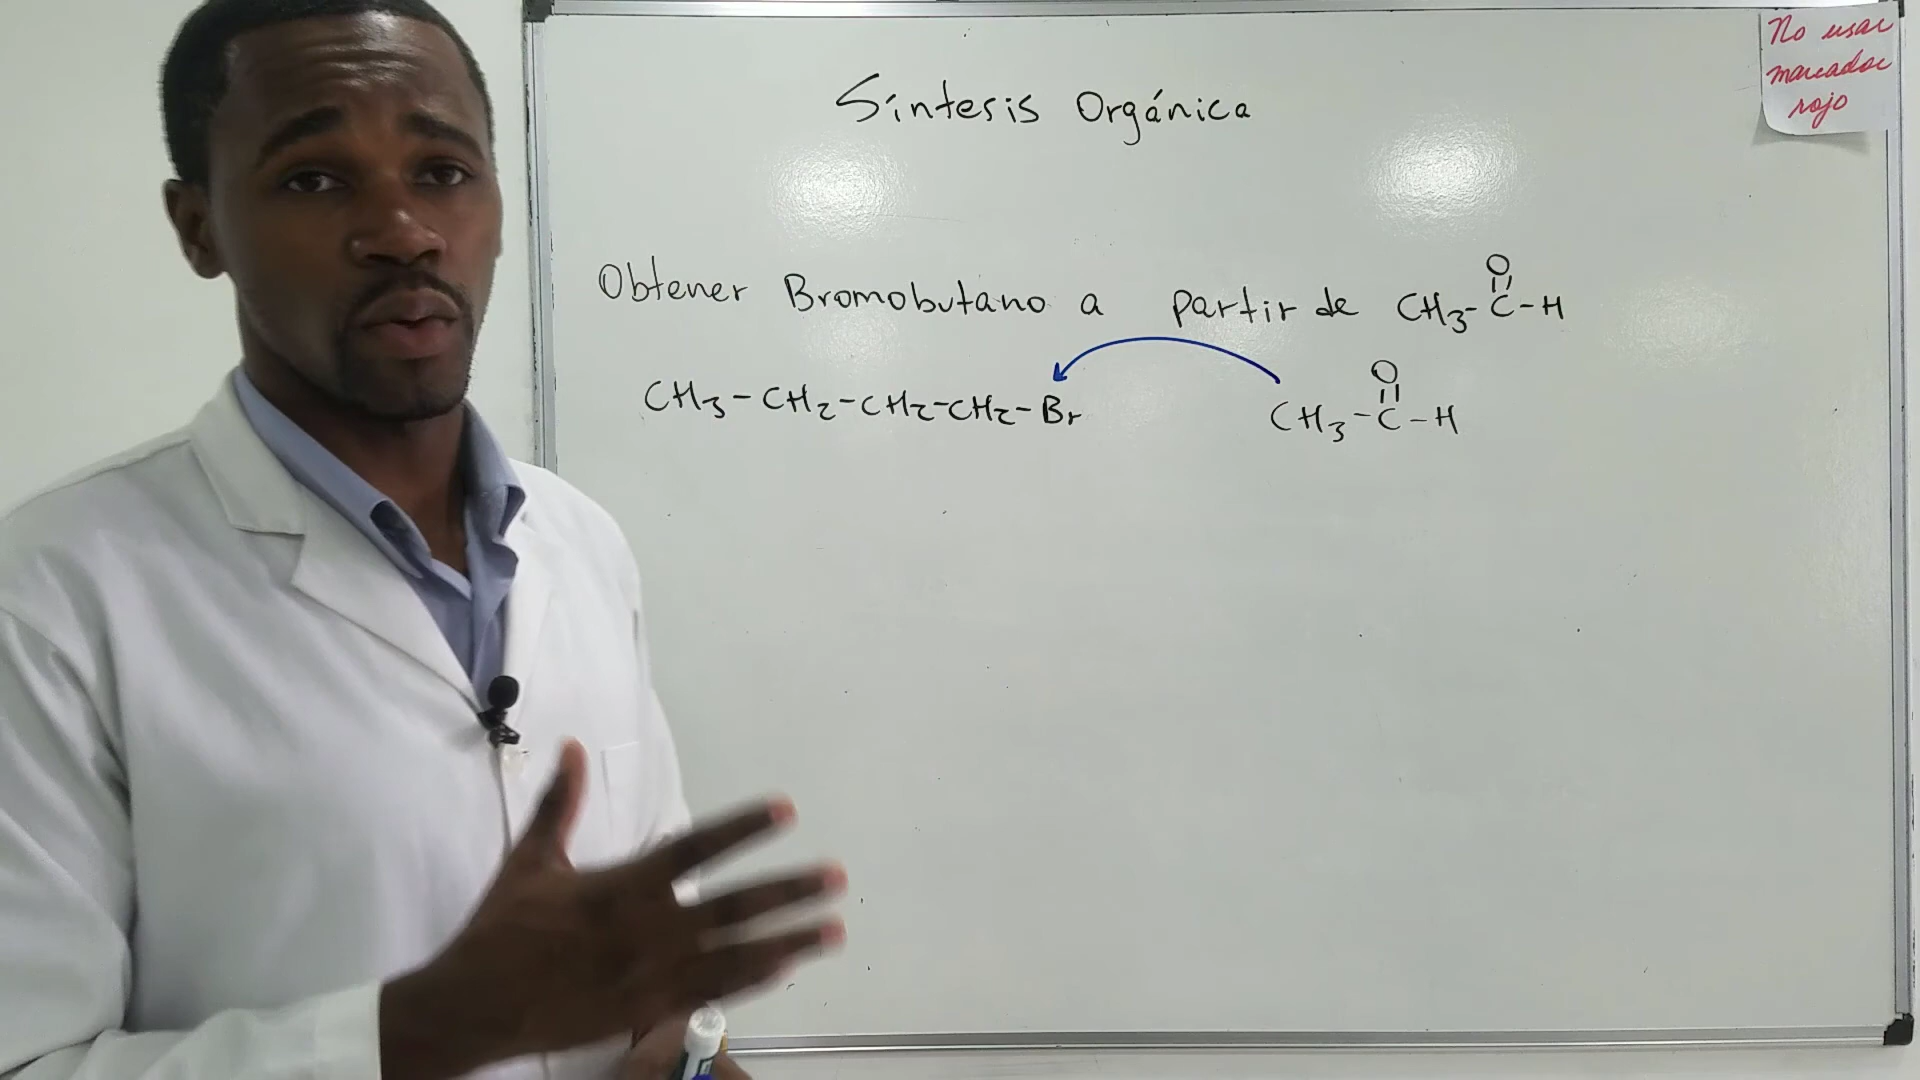 Síntesis Orgánica
No usar
marcador
rojo
Obtener Bromobutano a partir de CH3-C-H
O
CH3-CH2-CH2-CH2-Br
O
CH3-C-H